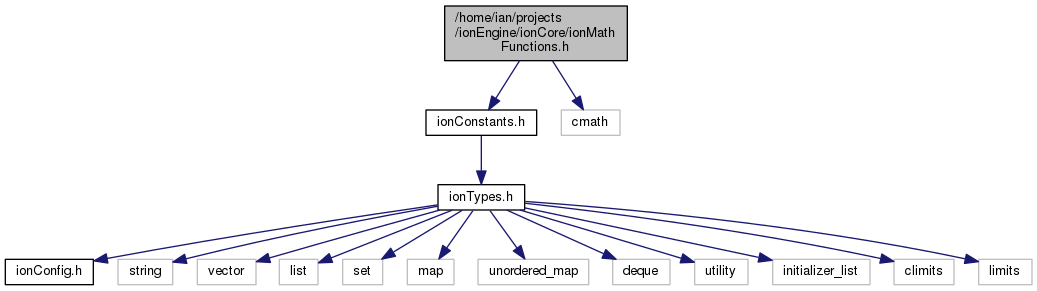 /home/ian/projects
/ionEngine/ionCore/ionMath
Functions.h
ionConstants.h
cmath
ionTypes.h
ionConfig.h
string
vector
list
set
map
unordered_map
deque
utility
initializer_list
climits
limits